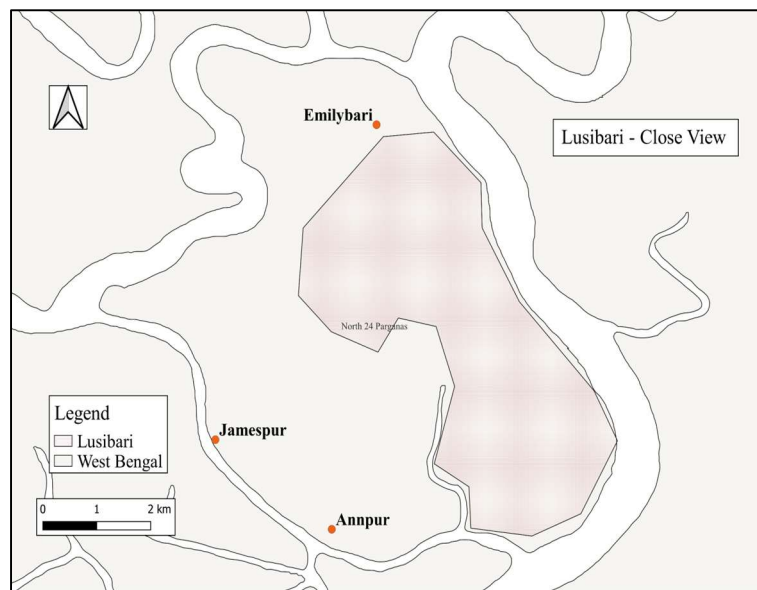 Emilybari
Lusibari - Close View
North 24 Parganas
Legend
Lusibari
West Bengal
Jamespur
0 1 2 km
Annpur